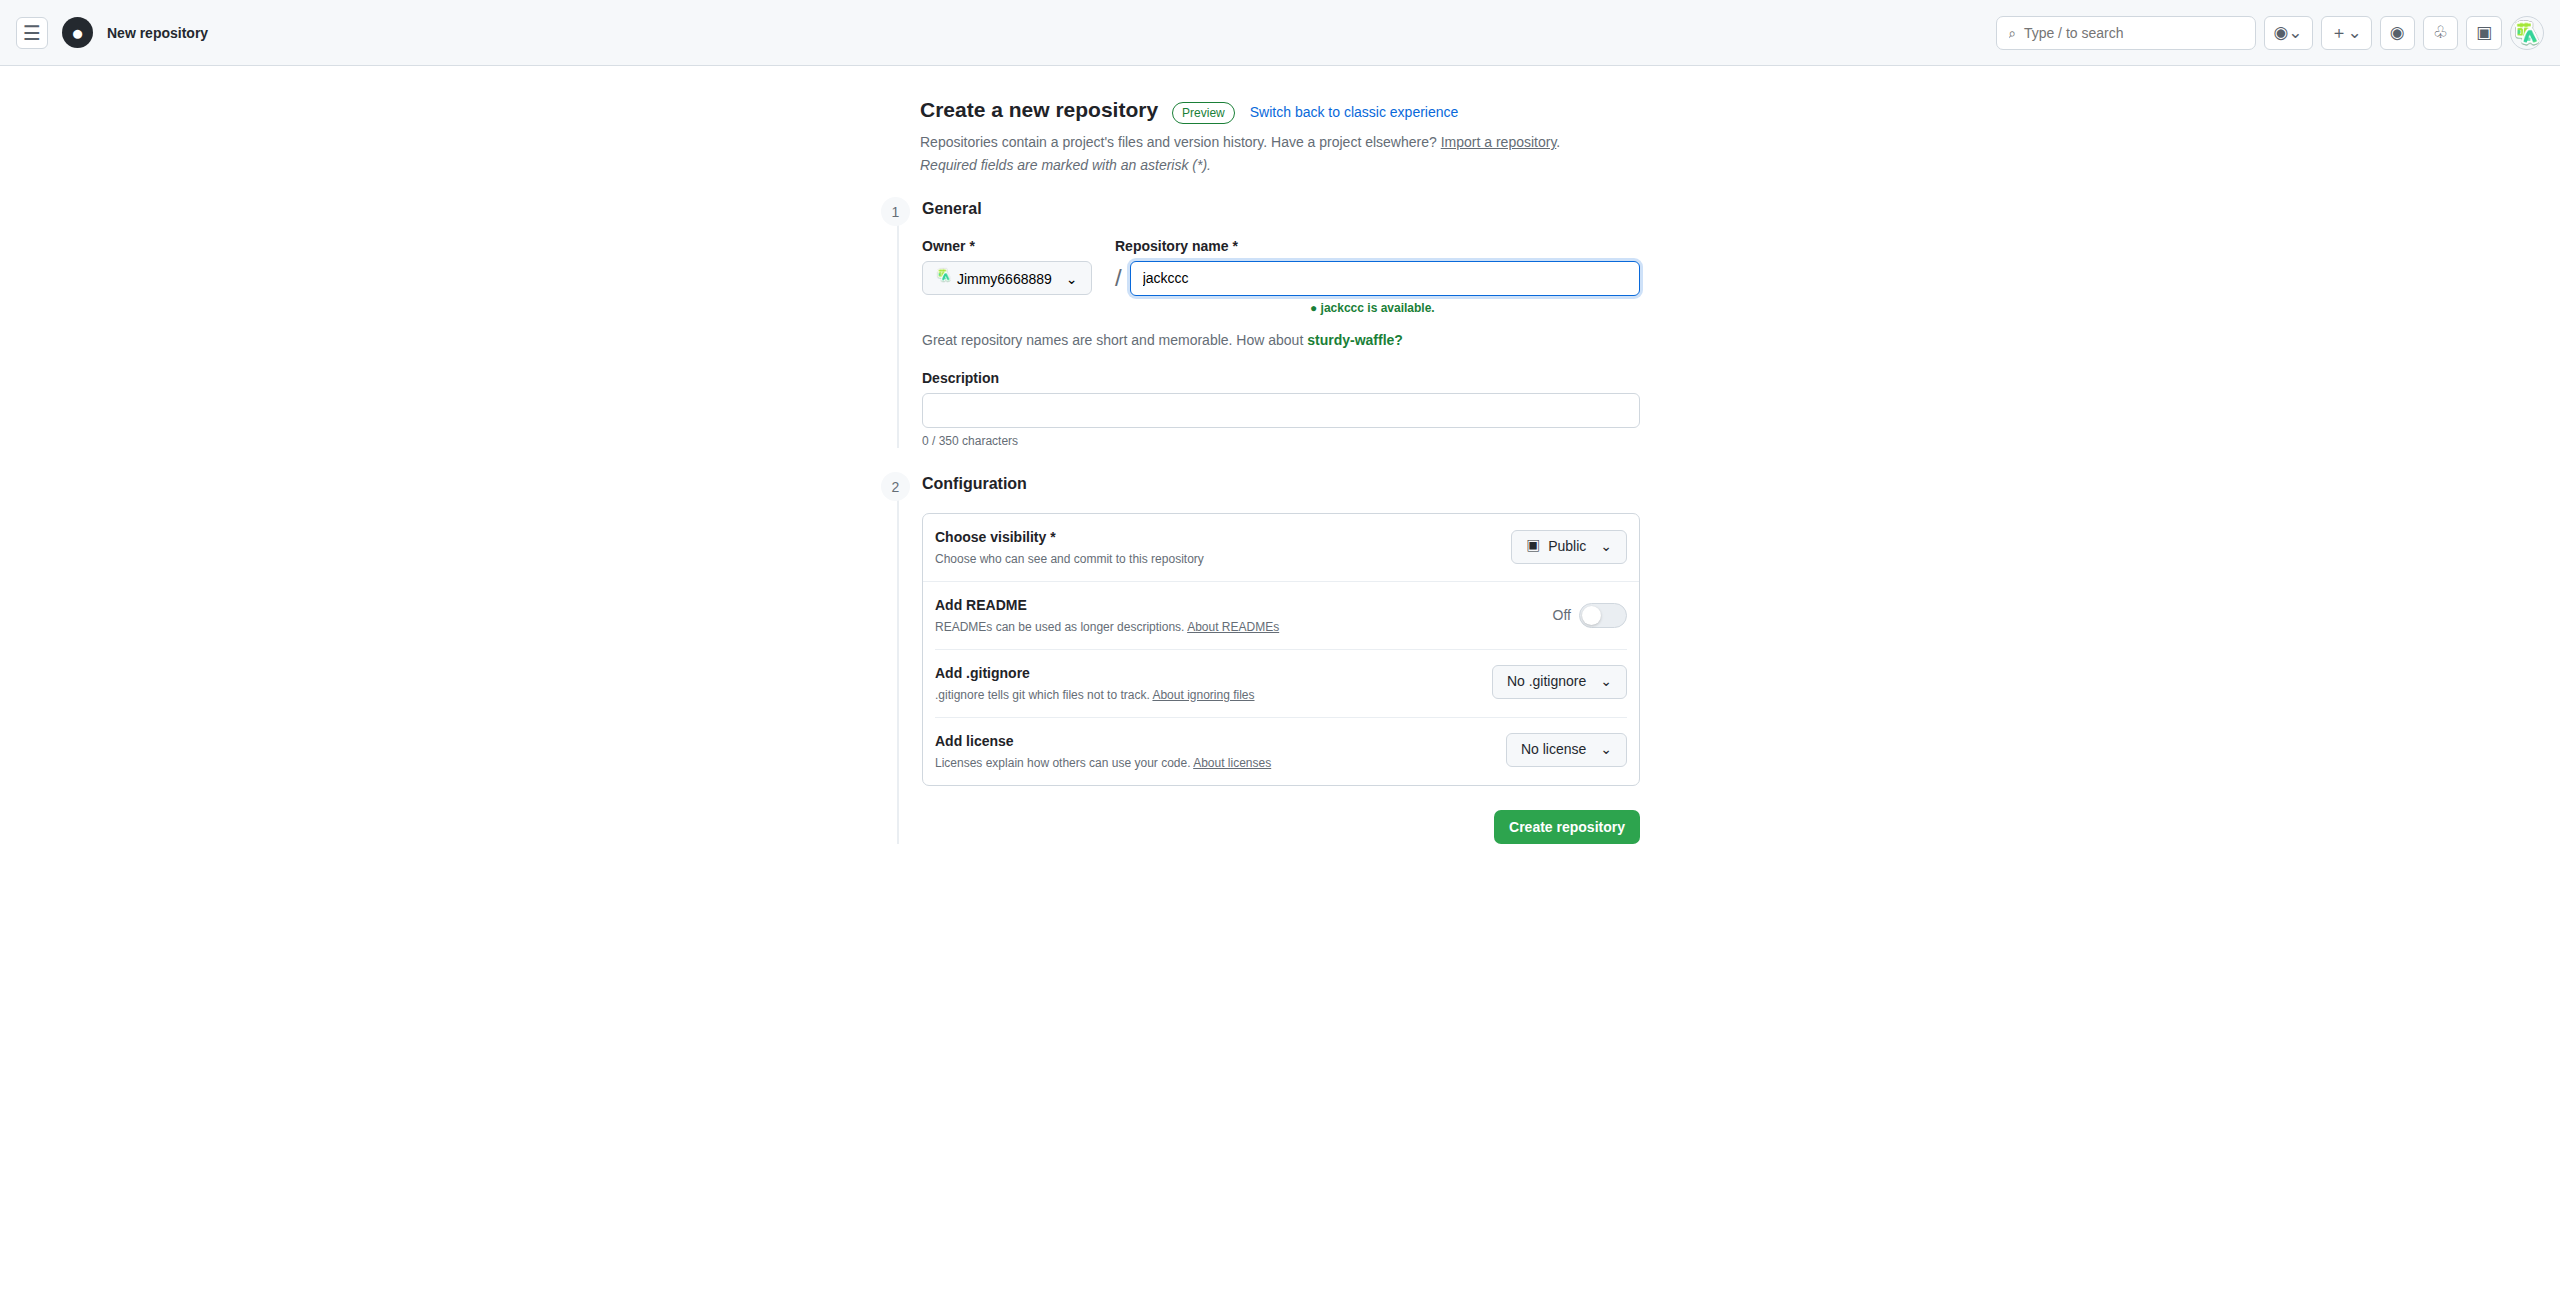 New repository
Type / to search
Create a new repository Preview Switch back to classic experience
Repositories contain a project's files and version history. Have a project elsewhere? Import a repository.
Required fields are marked with an asterisk (*).
1 General
Owner * Repository name *
Jimmy6668889 / jackccc
● jackccc is available.
Great repository names are short and memorable. How about sturdy-waffle?
Description
0 / 350 characters
2 Configuration
Choose visibility *
Choose who can see and commit to this repository
Public
Add README
READMEs can be used as longer descriptions. About READMEs
Off
Add .gitignore
.gitignore tells git which files not to track. About ignoring files
No .gitignore
Add license
Licenses explain how others can use your code. About licenses
No license
Create repository